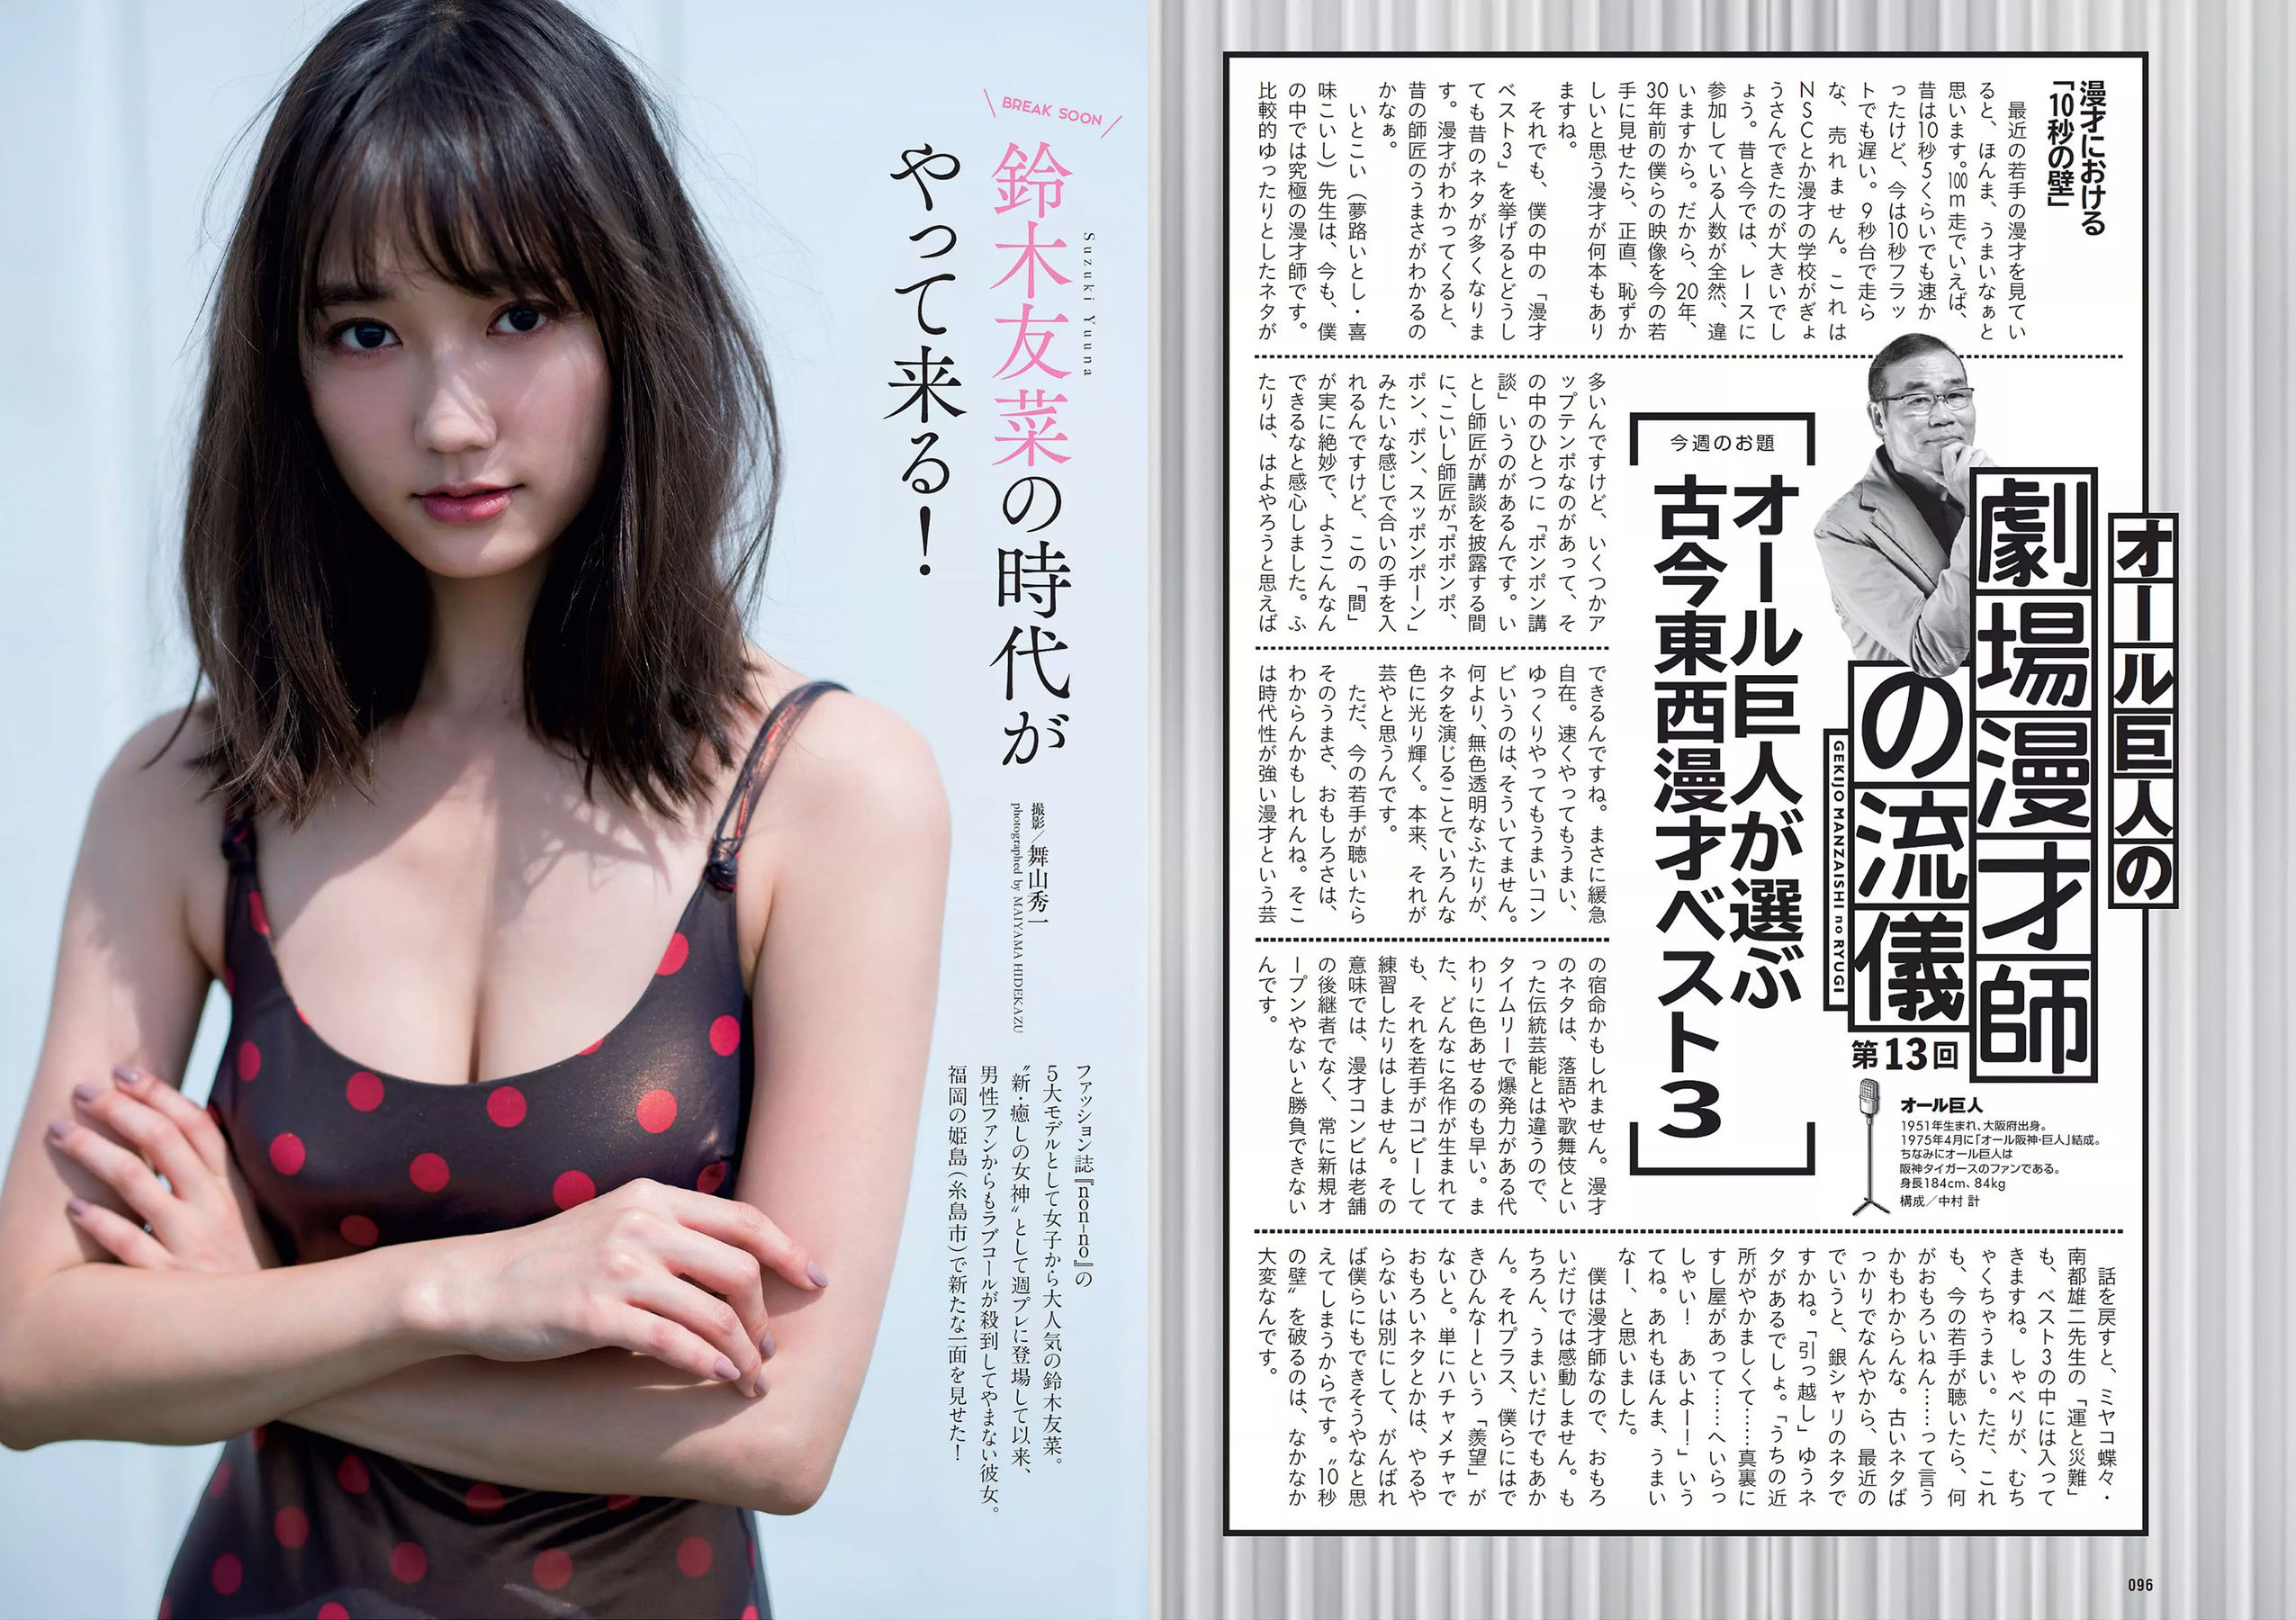 BREAK SOON
鈴木友菜の時代が
Suzuki Yuuna
やって来る!
撮影/舞山秀一
photographed by MAIYAMA HIDEKAZU
ファッション誌『non-no』の
5大モデルとして女子から大人気の鈴木友菜。
〝新・癒しの女神〟として週プレに登場して以来、
男性ファンからもラブコールが殺到してやまない彼女。
福岡の姫島(糸島市)で新たな一面を見せた!
オール巨人の
劇場漫才師
の流儀
GEKIJO MANZAISHI no RYUGI
第13回
オール巨人
1951年生まれ、大阪府出身。
1975年4月に「オール阪神・巨人」結成。
ちなみにオール巨人は
阪神タイガースのファンである。
身長184cm、84kg
構成/中村 計
今週のお題
オール巨人が選ぶ
古今東西漫才ベスト3
漫才における
「10秒の壁」
最近の若手の漫才を見てい
ると、ほんま、うまいなぁと
思います。100m走でいえば、
昔は10秒5くらいでも速か
ったけど、今は10秒フラッ
トでも遅い。9秒台で走ら
な、売れません。これは
NSCとか漫才の学校がぎょ
うさんできたのが大きいでし
ょう。昔と今では、レースに
参加している人数が全然、違
いますから。だから、20年、
30年前の僕らの映像を今の若
手に見せたら、正直、恥ずか
しいと思う漫才が何本もあり
ますね。
それでも、僕の中の「漫才
ベスト3」を挙げるとどうし
ても昔のネタが多くなりま
す。漫才がわかってくると、
昔の師匠のうまさがわかるの
かなぁ。
いとこい(夢路いとし・喜
味こいし)先生は、今も、僕
の中では究極の漫才師です。
比較的ゆったりとしたネタが
多いんですけど、いくつかア
ップテンポなのがあって、そ
の中のひとつに「ポンポン講
談」いうのがあるんです。い
とし師匠が講談を披露する間
に、こいし師匠が「ポポンポ、
ポン、ポン、スッポンポーン」
みたいな感じで合いの手を入
れるんですけど、この「間」
が実に絶妙で、ようこんなん
できるなと感心しました。ふ
たりは、はよやろうと思えば
できるんですね。まさに緩急
自在。速くやってもうまい、
ゆっくりやってもうまいコン
ビいうのは、そういてません。
何より、無色透明なふたりが、
ネタを演じることでいろんな
色に光り輝く。本来、それが
芸やと思うんです。
ただ、今の若手が聴いたら
そのうまさ、おもしろさは、
わからんかもしれんね。そこ
は時代性が強い漫才という芸
の宿命かもしれません。漫才
のネタは、落語や歌舞伎とい
った伝統芸能とは違うので、
タイムリーで爆発力がある代
わりに色あせるのも早い。ま
た、どんなに名作が生まれて
も、それを若手がコピーして
練習したりはしません。その
意味では、漫才コンビは老舗
の後継者でなく、常に新規オ
ープンやないと勝負できない
んです。
話を戻すと、ミヤコ蝶々・
南都雄二先生の「運と災難」
も、ベスト3の中には入って
きますね。しゃべりが、むち
ゃくちゃうまい。ただ、これ
も、今の若手が聴いたら、何
がおもろいねん……って言う
かもわからんな。古いネタば
っかりでなんやから、最近の
でいうと、銀シャリのネタで
すかね。「引っ越し」ゆうネ
タがあるでしょ。「うちの近
所がやかましくて……真裏に
すし屋があって……へいらっ
しゃい! あいよー!」いう
てね。あれもほんま、うまい
なー、と思いました。
僕は漫才師なので、おもろ
いだけでは感動しません。も
ちろん、うまいだけでもあか
ん。それプラス、僕らにはで
きひんなーという「羨望」が
ないと。単にハチャメチャで
おもろいネタとかは、やるや
らないは別にして、がんばれ
ば僕らにもできそうやなと思
えてしまうからです。〝10秒
の壁〟を破るのは、なかなか
大変なんです。
096